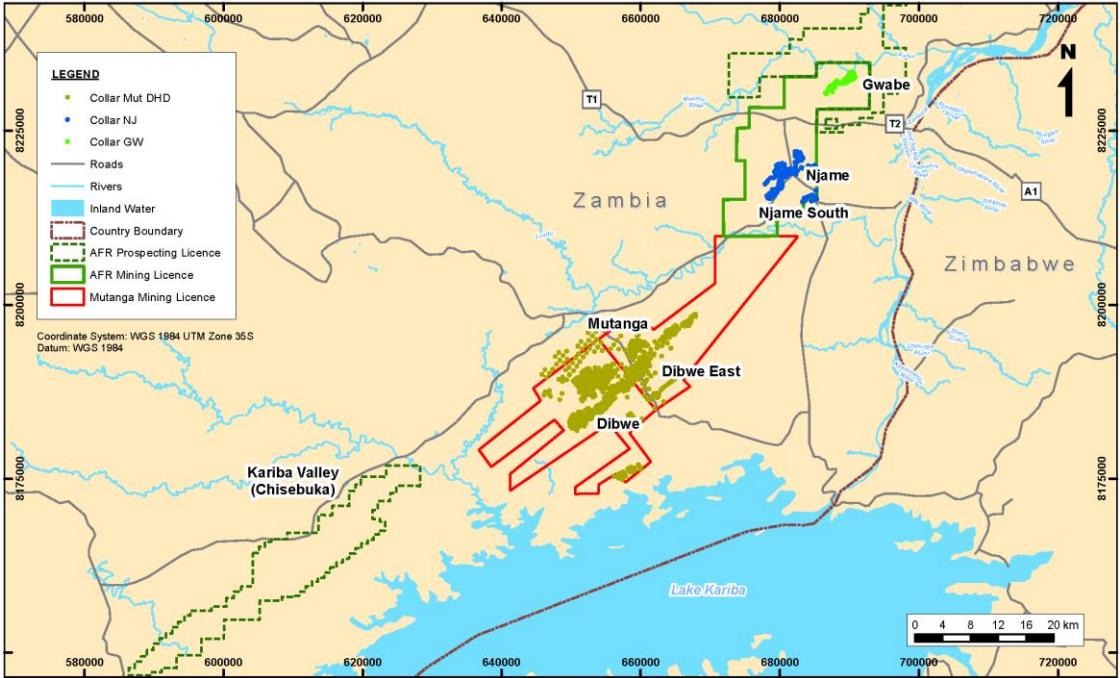 580000 600000 620000 640000 660000 680000 700000 720000
LEGEND
Collar Mut DHD
Collar NJ
Collar GW
Roads
Rivers
Inland Water
Country Boundary
AFR Prospecting Licence
AFR Mining Licence
Mutanga Mining Licence
Coordinate System: WGS 1984 UTM Zone 35S
Datum: WGS 1984
N
Gwabe
T1
T2
A1
8225000
8225000
Njame
Njame South
Zambia
Zimbabwe
8200000
8200000
Mutanga
Dibwe East
Dibwe
Kariba Valley
(Chisebuka)
8175000
8175000
Lake Kariba
0 4 8 12 16 20 km
580000 600000 620000 640000 660000 680000 700000 720000